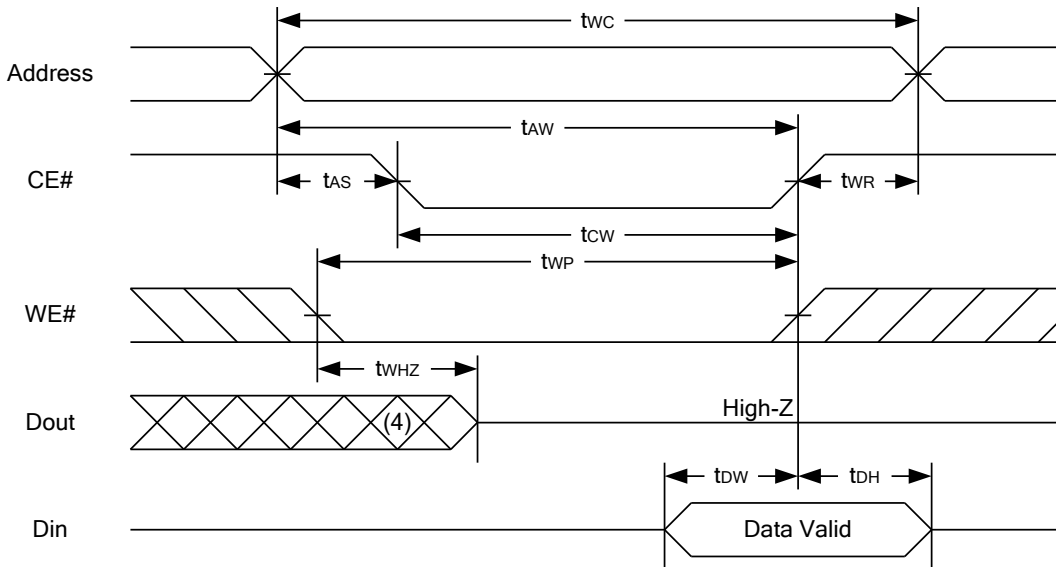 tWC
Address
tAW
CE#
tAS
tWR
tCW
tWP
WE#
tWHZ
Dout
(4)
High-Z
tDW
tDH
Din
Data Valid